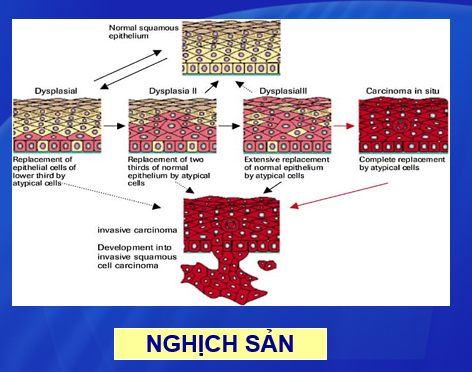 Normal squamous
epithelium
DysplasiaI
Dysplasia II
DysplasiaIII
Carcinoma in situ
Replacement of
epithelial cells of
lower third by
atypical cells
Replacement of two
thirds of normal
epithelium by atypical
cells
Extensive replacement
of normal epithelium
by atypical cells
Complete replacement
by atypical cells
invasive carcinoma
Development into
invasive squamous
cell carcinoma
NGHỊCH SẢN